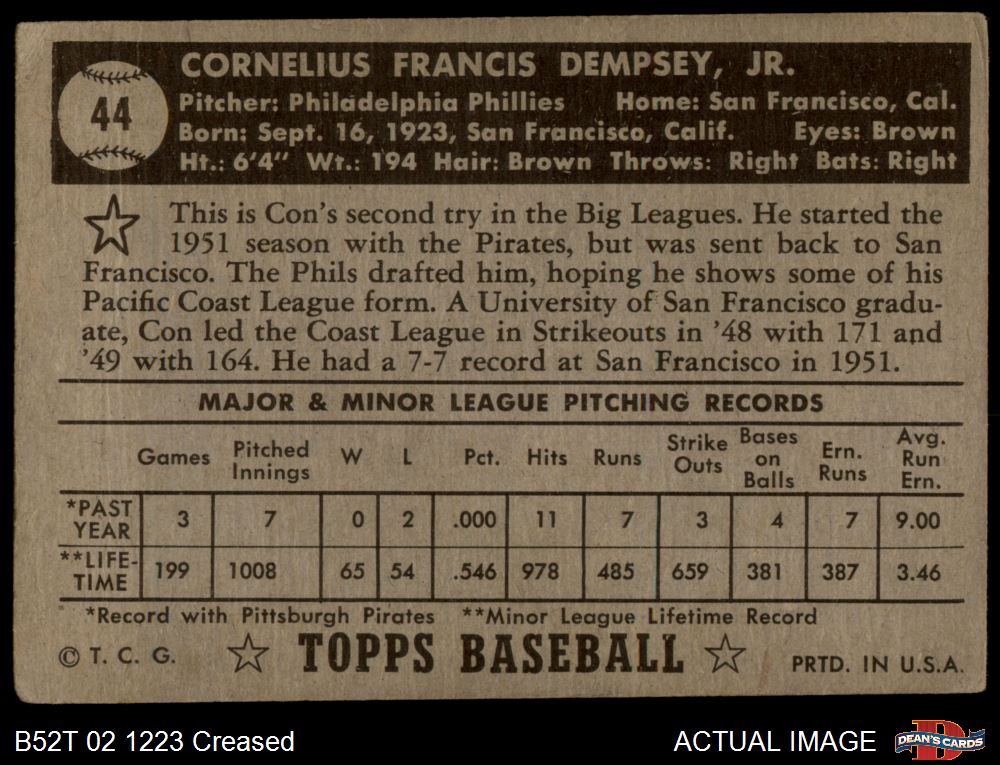 44
CORNELIUS FRANCIS DEMPSEY, JR.
Pitcher: Philadelphia Phillies Home: San Francisco, Cal.
Born: Sept. 16, 1923, San Francisco, Calif. Eyes: Brown
Ht.: 6'4" Wt.: 194 Hair: Brown Throws: Right Bats: Right
This is Con's second try in the Big Leagues. He started the
1951 season with the Pirates, but was sent back to San
Francisco. The Phils drafted him, hoping he shows some of his
Pacific Coast League form. A University of San Francisco gradu-
ate, Con led the Coast League in Strikeouts in '48 with 171 and
'49 with 164. He had a 7-7 record at San Francisco in 1951.
MAJOR & MINOR LEAGUE PITCHING RECORDS
Games Pitched Innings W L Pct. Hits Runs Strike Outs Bases on Balls Ern. Runs Avg. Run Ern.
*PAST YEAR 3 7 0 2 .000 11 7 3 4 7 9.00
**LIFE-TIME 199 1008 65 54 .546 978 485 659 381 387 3.46
*Record with Pittsburgh Pirates **Minor League Lifetime Record
© T. C. G. TOPPS BASEBALL PRTD. IN U.S.A.
B52T 02 1223 Creased ACTUAL IMAGE D DEAN'S CARDS